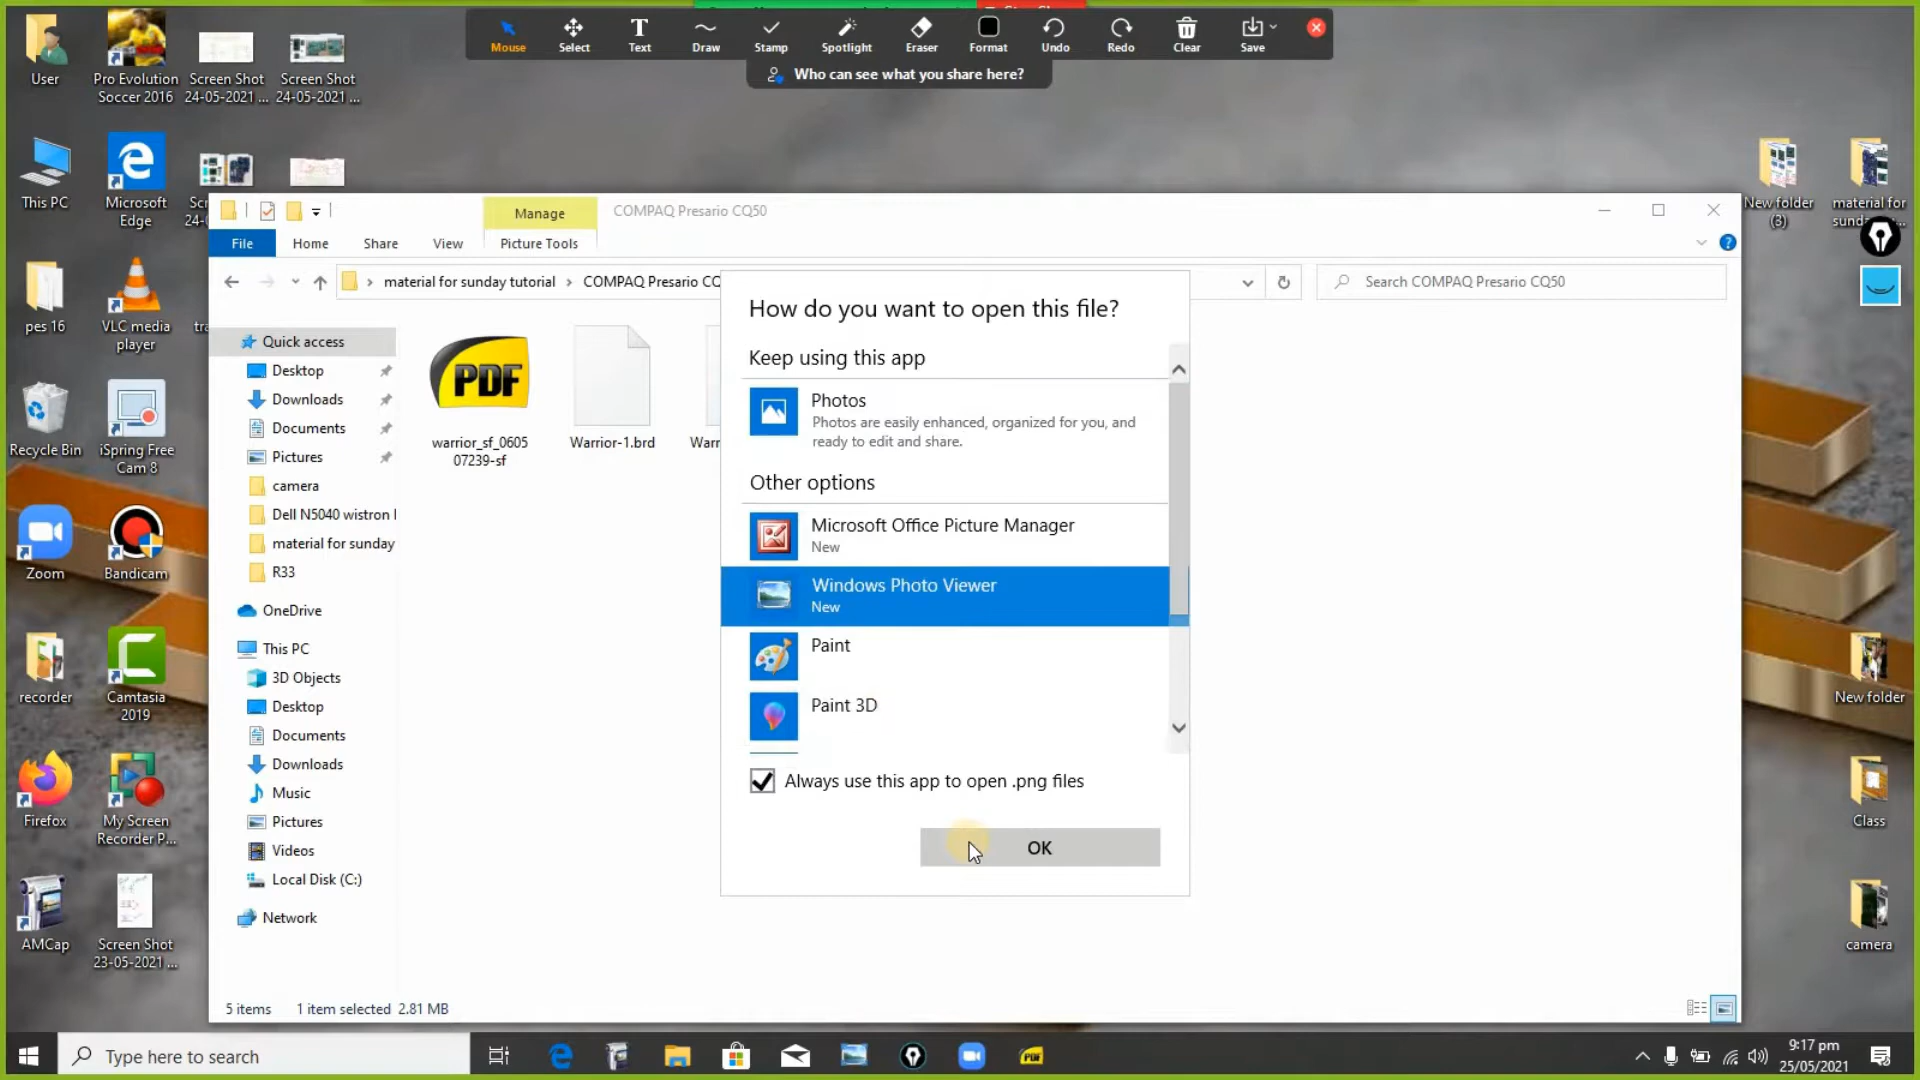 Mouse
Select
Text
Draw
Stamp
Spotlight
Eraser
Format
Undo
Redo
Clear
Save
Who can see what you share here?
User
Pro Evolution
Soccer 2016
Screen Shot
24-05-2021 ...
Screen Shot
24-05-2021 ...
This PC
Microsoft
Edge
New folder
(3)
material for
pes 16
VLC media
player
Recycle Bin
iSpring Free
Cam 8
Zoom
Bandicam
recorder
Camtasia
2019
Firefox
My Screen
Recorder P...
AMCap
Screen Shot
23-05-2021 ...
New folder
Class
camera
Manage
COMPAQ Presario CQ50
File
Home
Share
View
Picture Tools
material for sunday tutorial
COMPAQ Presario CQ
Search COMPAQ Presario CQ50
Quick access
Desktop
Downloads
Documents
Pictures
camera
Dell N5040 wistron
material for sunday
R33
OneDrive
This PC
3D Objects
Desktop
Documents
Downloads
Music
Pictures
Videos
Local Disk (C:)
Network
PDF
warrior_sf_0605
07239-sf
Warrior-1.brd
How do you want to open this file?
Keep using this app
Photos
Photos are easily enhanced, organized for you, and
ready to edit and share.
Other options
Microsoft Office Picture Manager
New
Windows Photo Viewer
New
Paint
Paint 3D
Always use this app to open .png files
OK
5 items
1 item selected
2.81 MB
Type here to search
PDF
9:17 pm
25/05/2021